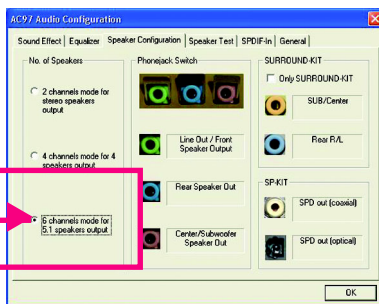 AC97 Audio Configuration
Sound Effect
Equalizer
Speaker Configuration
Speaker Test
SPDIF-In
General
No. of Speakers
2 channels mode for
stereo speakers
output
4 channels mode for 4
speakers output
6 channels mode for
5.1 speakers output
Phonejack Switch
Line Out / Front
Speaker Output
Rear Speaker Out
Center/Subwoofer
Speaker Out
SURROUND-KIT
Only SURROUND-KIT
SUB/Center
Rear R/L
SP-KIT
SPD out (coaxial)
SPD out (optical)
OK